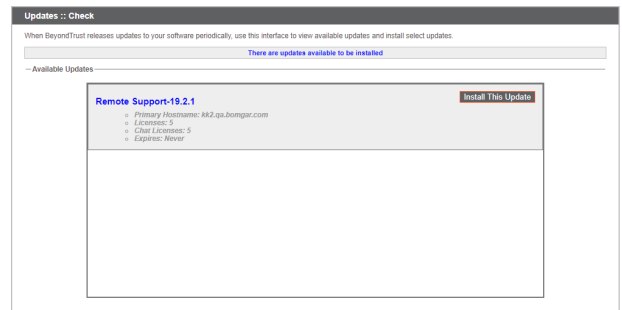 Updates :: Check
When BeyondTrust releases updates to your software periodically, use this interface to view available updates and install select updates.
There are updates available to be installed
Available Updates
Remote Support-19.2.1
Install This Update
Primary Hostname: kk2.qa.bomgar.com
Licenses: 5
Chat Licenses: 5
Expires: Never